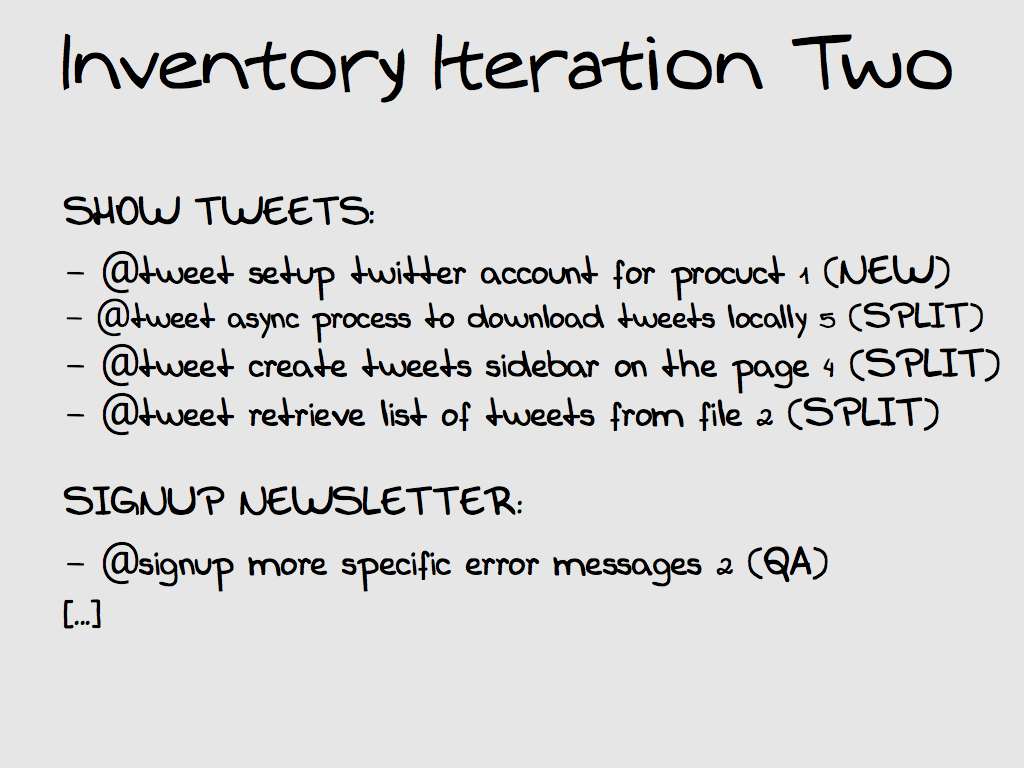 Inventory Iteration Two
SHOW TWEETS:
- @tweet setup twitter account for procuct 1 (NEW)
- @tweet async process to download tweets locally 5 (SPLIT)
- @tweet create tweets sidebar on the page 4 (SPLIT)
- @tweet retrieve list of tweets from file 2 (SPLIT)
SIGNUP NEWSLETTER:
- @signup more specific error messages 2 (QA)
[...]